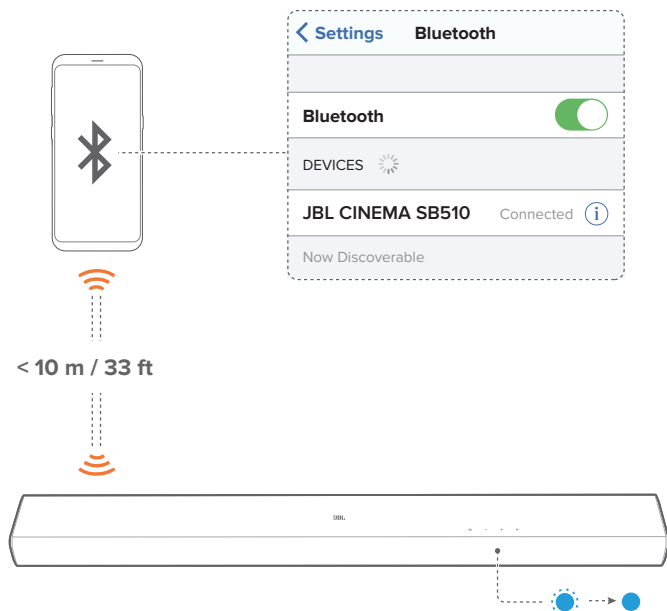 Settings Bluetooth
Bluetooth
DEVICES
JBL CINEMA SB510 Connected i
Now Discoverable
< 10 m / 33 ft
JBL